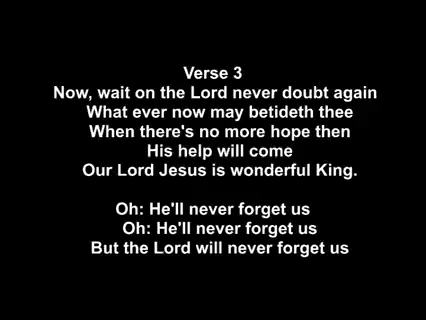 Verse 3
Now, wait on the Lord never doubt again
What ever now may betideth thee
When there's no more hope then
His help will come
Our Lord Jesus is wonderful King.
Oh: He'll never forget us
Oh: He'll never forget us
But the Lord will never forget us